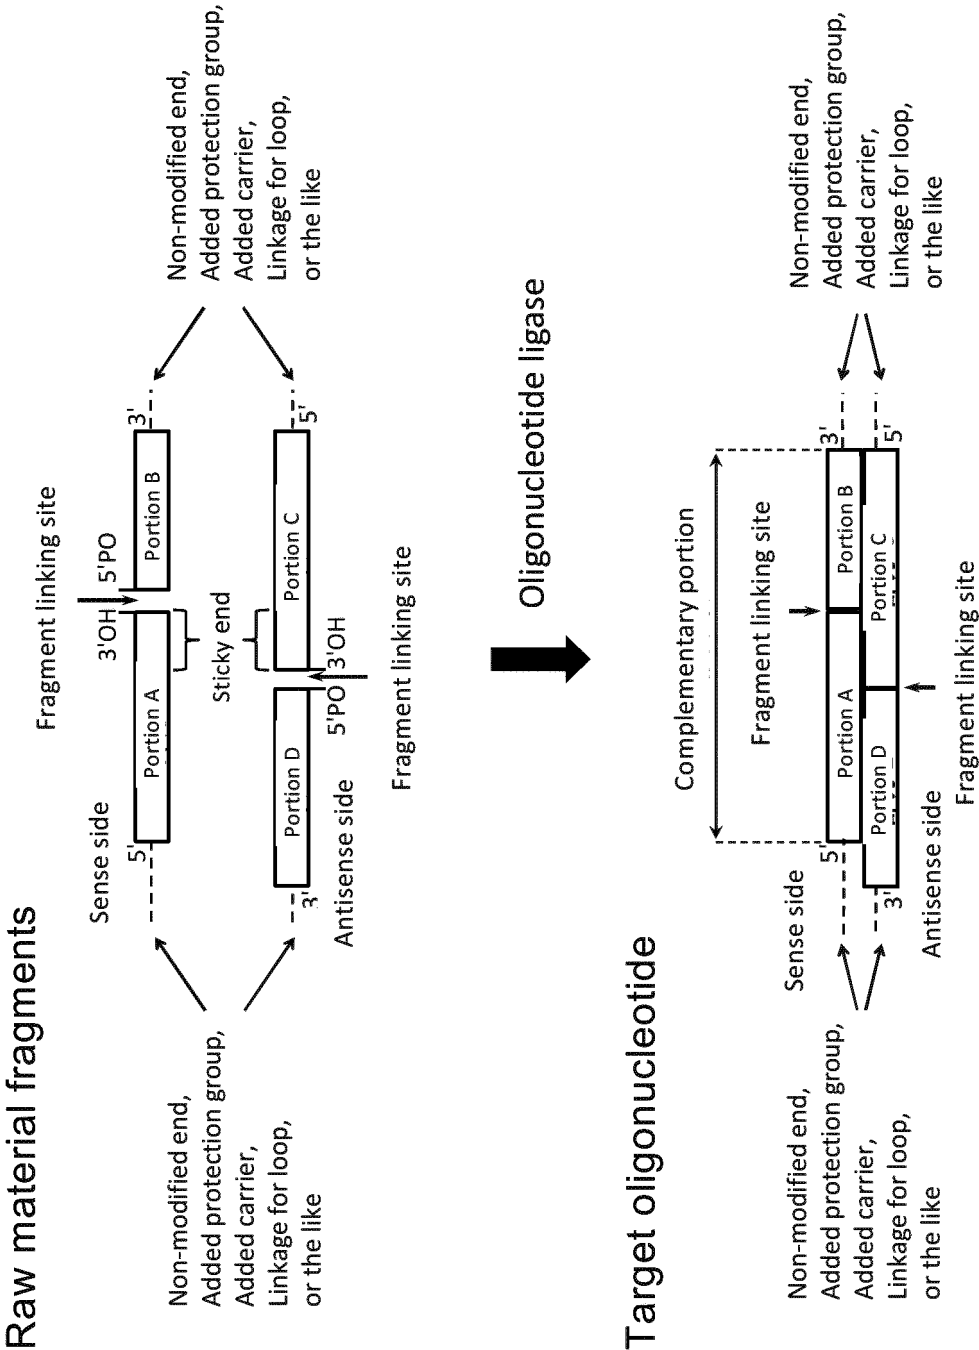 Raw material fragments
Fragment linking site
Sense side
3'OH
5'PO
5'
Portion A
Portion B
3'
Non-modified end,
Added protection group,
Added carrier,
Linkage for loop,
or the like
Sticky end
Non-modified end,
Added protection group,
Added carrier,
Linkage for loop,
or the like
Portion D
Portion C
3'
5'PO
3'OH
5'
Antisense side
Fragment linking site
Oligonucleotide ligase
Target oligonucleotide
Complementary portion
Fragment linking site
Sense side
5'
3'
Non-modified end,
Added protection group,
Added carrier,
Linkage for loop,
or the like
Portion A
Portion B
Portion D
Portion C
Non-modified end,
Added protection group,
Added carrier,
Linkage for loop,
or the like
3'
5'
Antisense side
Fragment linking site